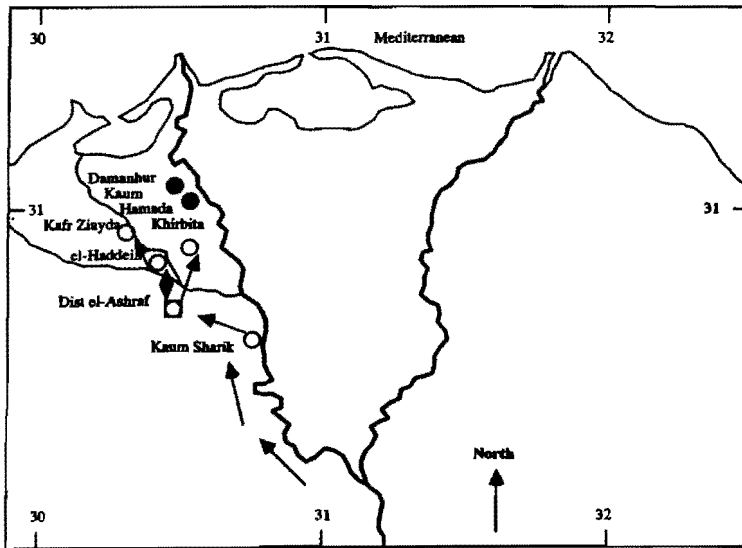 30 31 32
Mediterranean
Damanhur
Kaum
31 Hamada 31
Kafr Ziayda Khirbita
el-Haddein
Dist el-Ashraf
Kaum Sharik
North
30 31 32